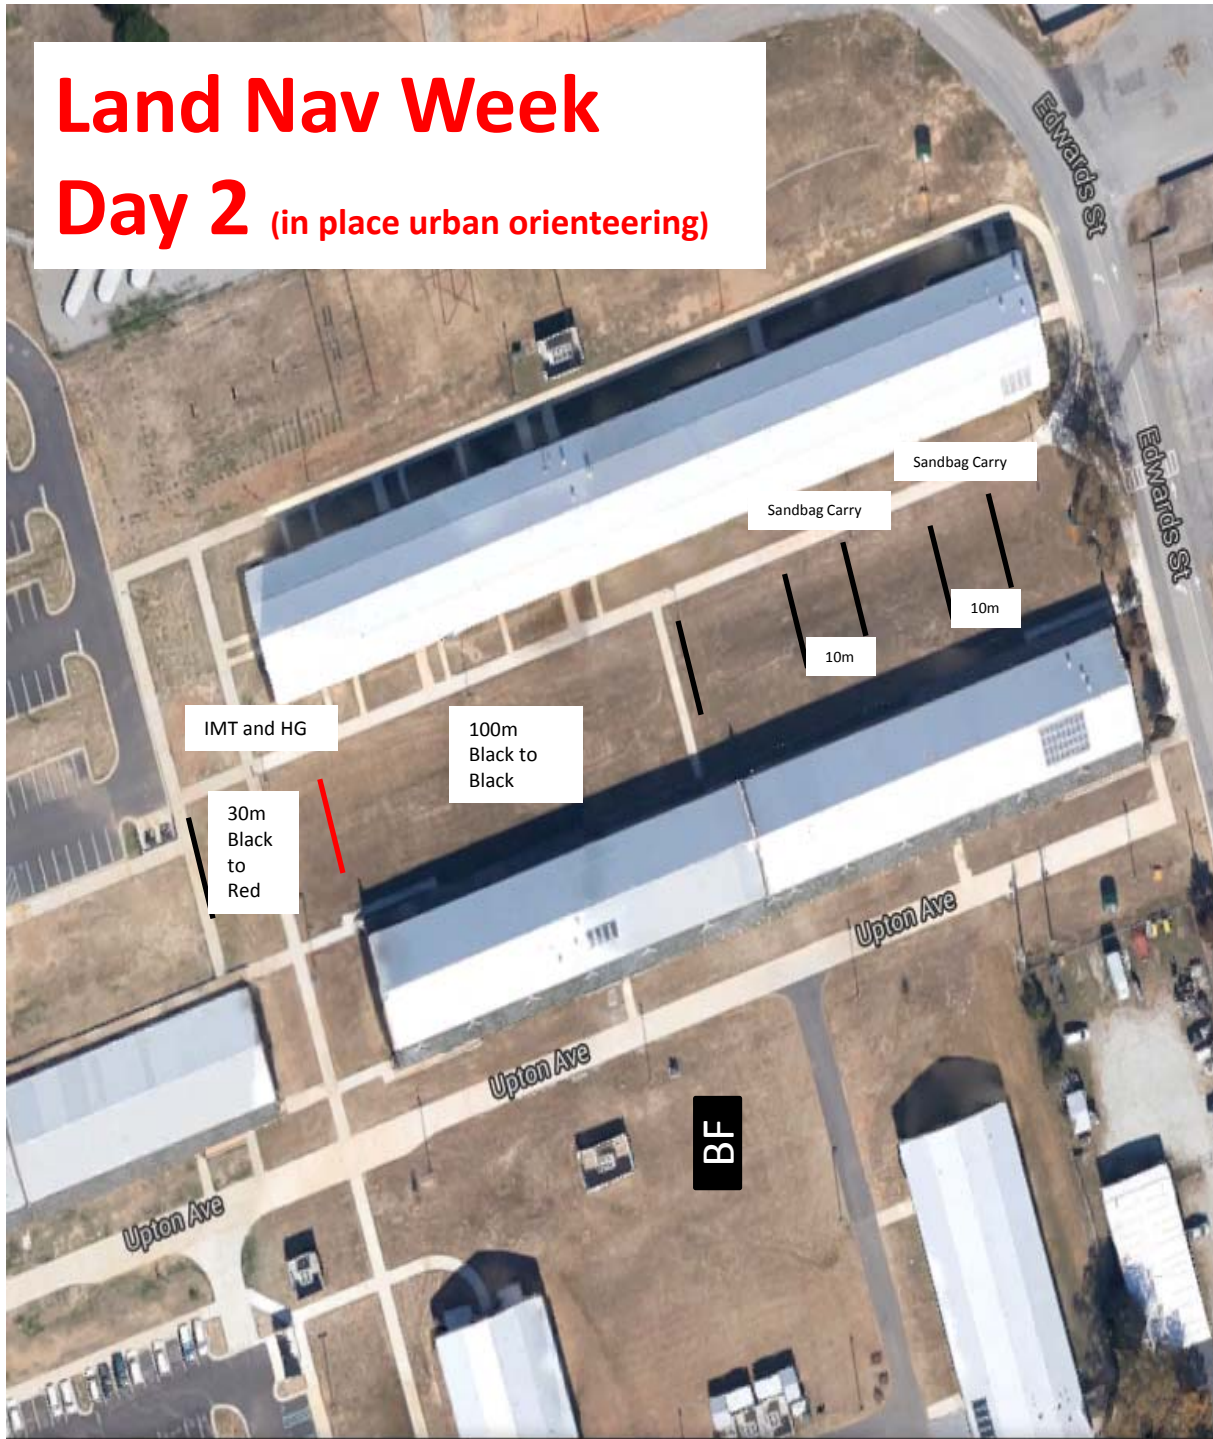 Land Nav Week
Day 2 (in place urban orienteering)
Edwards St
Edwards St
Sandbag Carry
Sandbag Carry
10m
10m
IMT and HG
100m
Black to
Black
30m
Black
to
Red
Upton Ave
Upton Ave
BF
Upton Ave